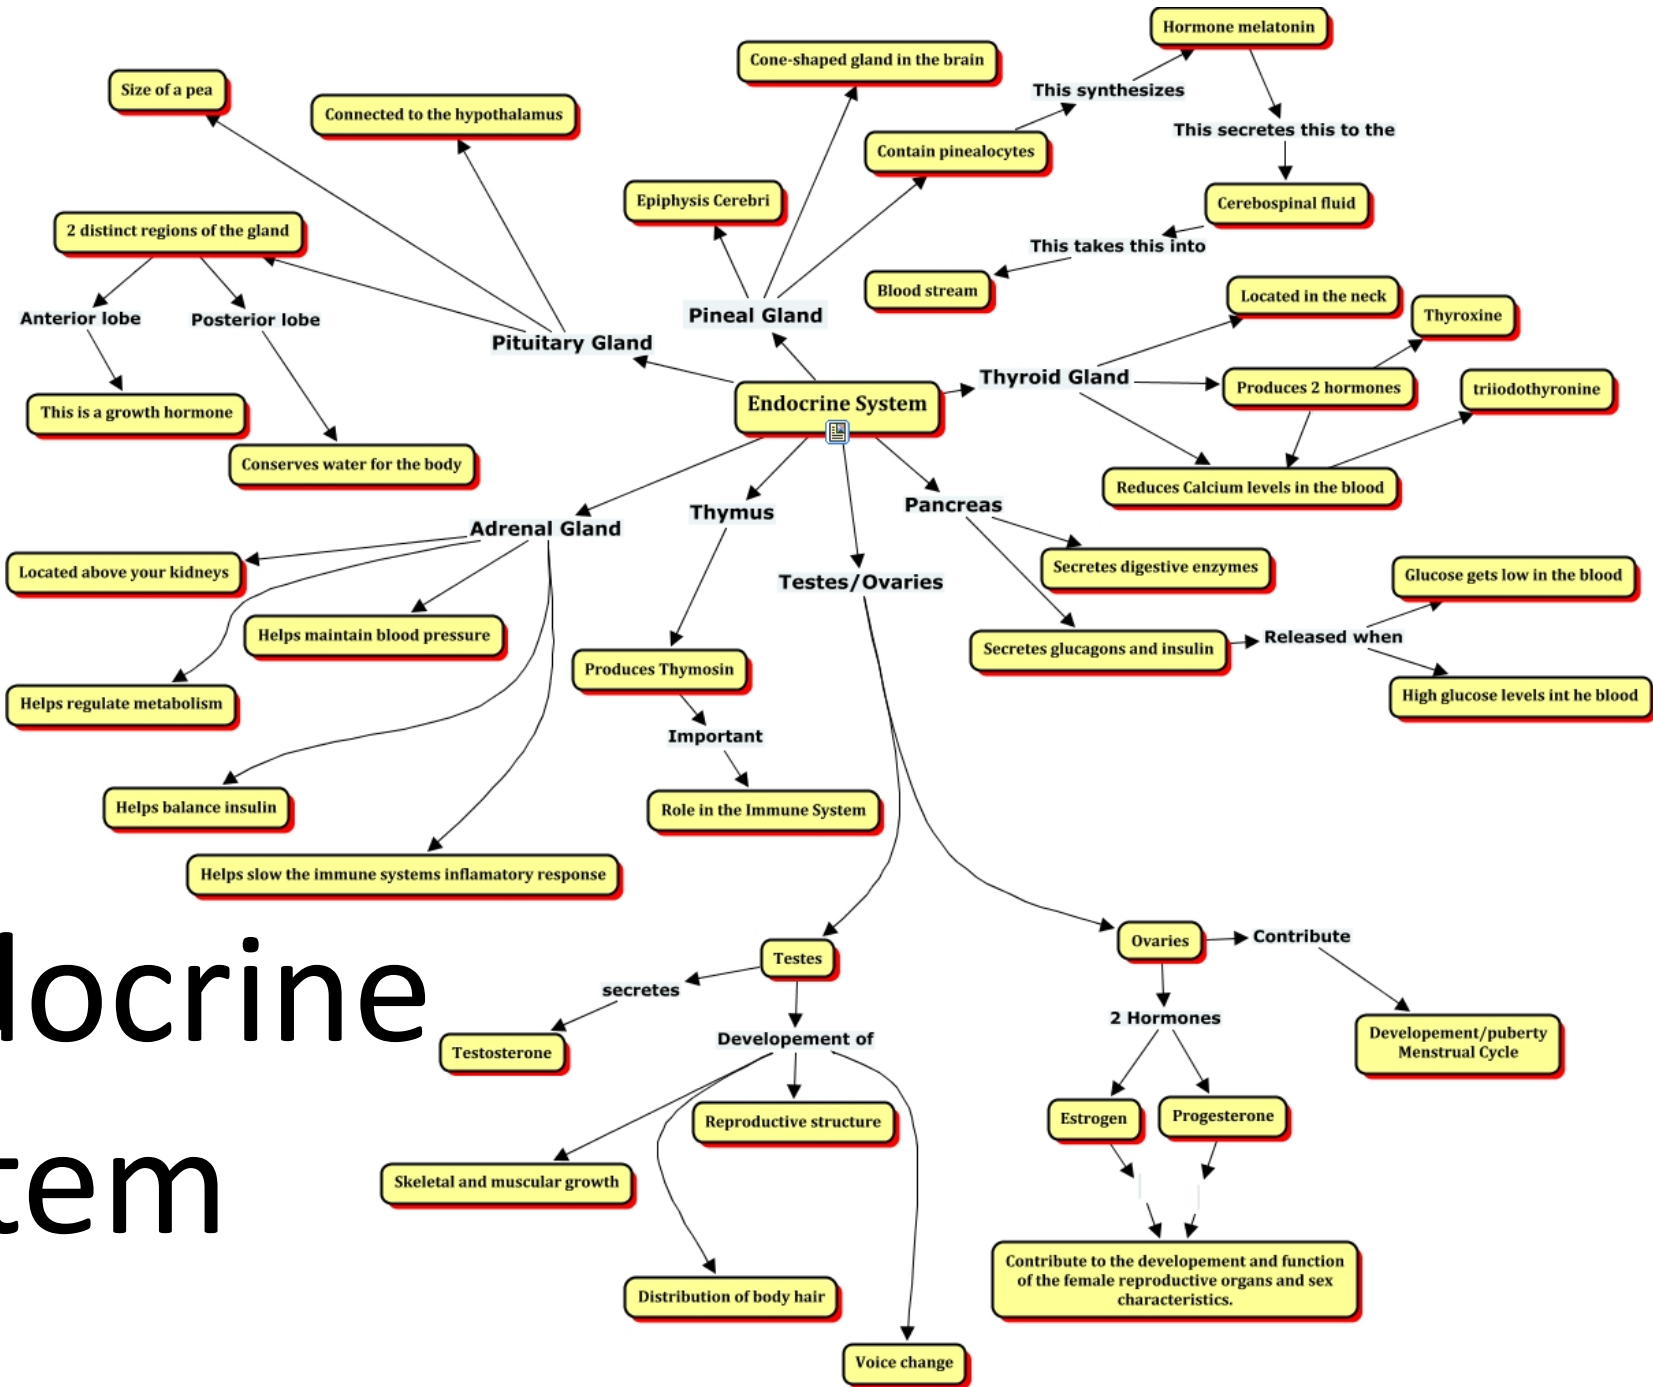 Hormone melatonin
Cone-shaped gland in the brain
Size of a pea
This synthesizes
Connected to the hypothalamus
This secretes this to the
Contain pinealocytes
Epiphysis Cerebri
Cerebospinal fluid
2 distinct regions of the gland
This takes this into
Blood stream
Located in the neck
Anterior lobe
Posterior lobe
Pineal Gland
Thyroxine
Pituitary Gland
Thyroid Gland
Produces 2 hormones
triiodothyronine
Endocrine System
This is a growth hormone
Conserves water for the body
Reduces Calcium levels in the blood
Pancreas
Thymus
Adrenal Gland
Located above your kidneys
Secretes digestive enzymes
Glucose gets low in the blood
Testes/Ovaries
Helps maintain blood pressure
Released when
Secretes glucagons and insulin
Produces Thymosin
High glucose levels int he blood
Helps regulate metabolism
Important
Helps balance insulin
Role in the Immune System
Helps slow the immune systems inflamatory response
Ovaries
Contribute
Testes
secretes
docrine
2 Hormones
Developement of
Testosterone
Developement/puberty
Menstrual Cycle
Estrogen
Progesterone
Reproductive structure
Skeletal and muscular growth
tem
Contribute to the developement and function
of the female reproductive organs and sex
characteristics.
Distribution of body hair
Voice change